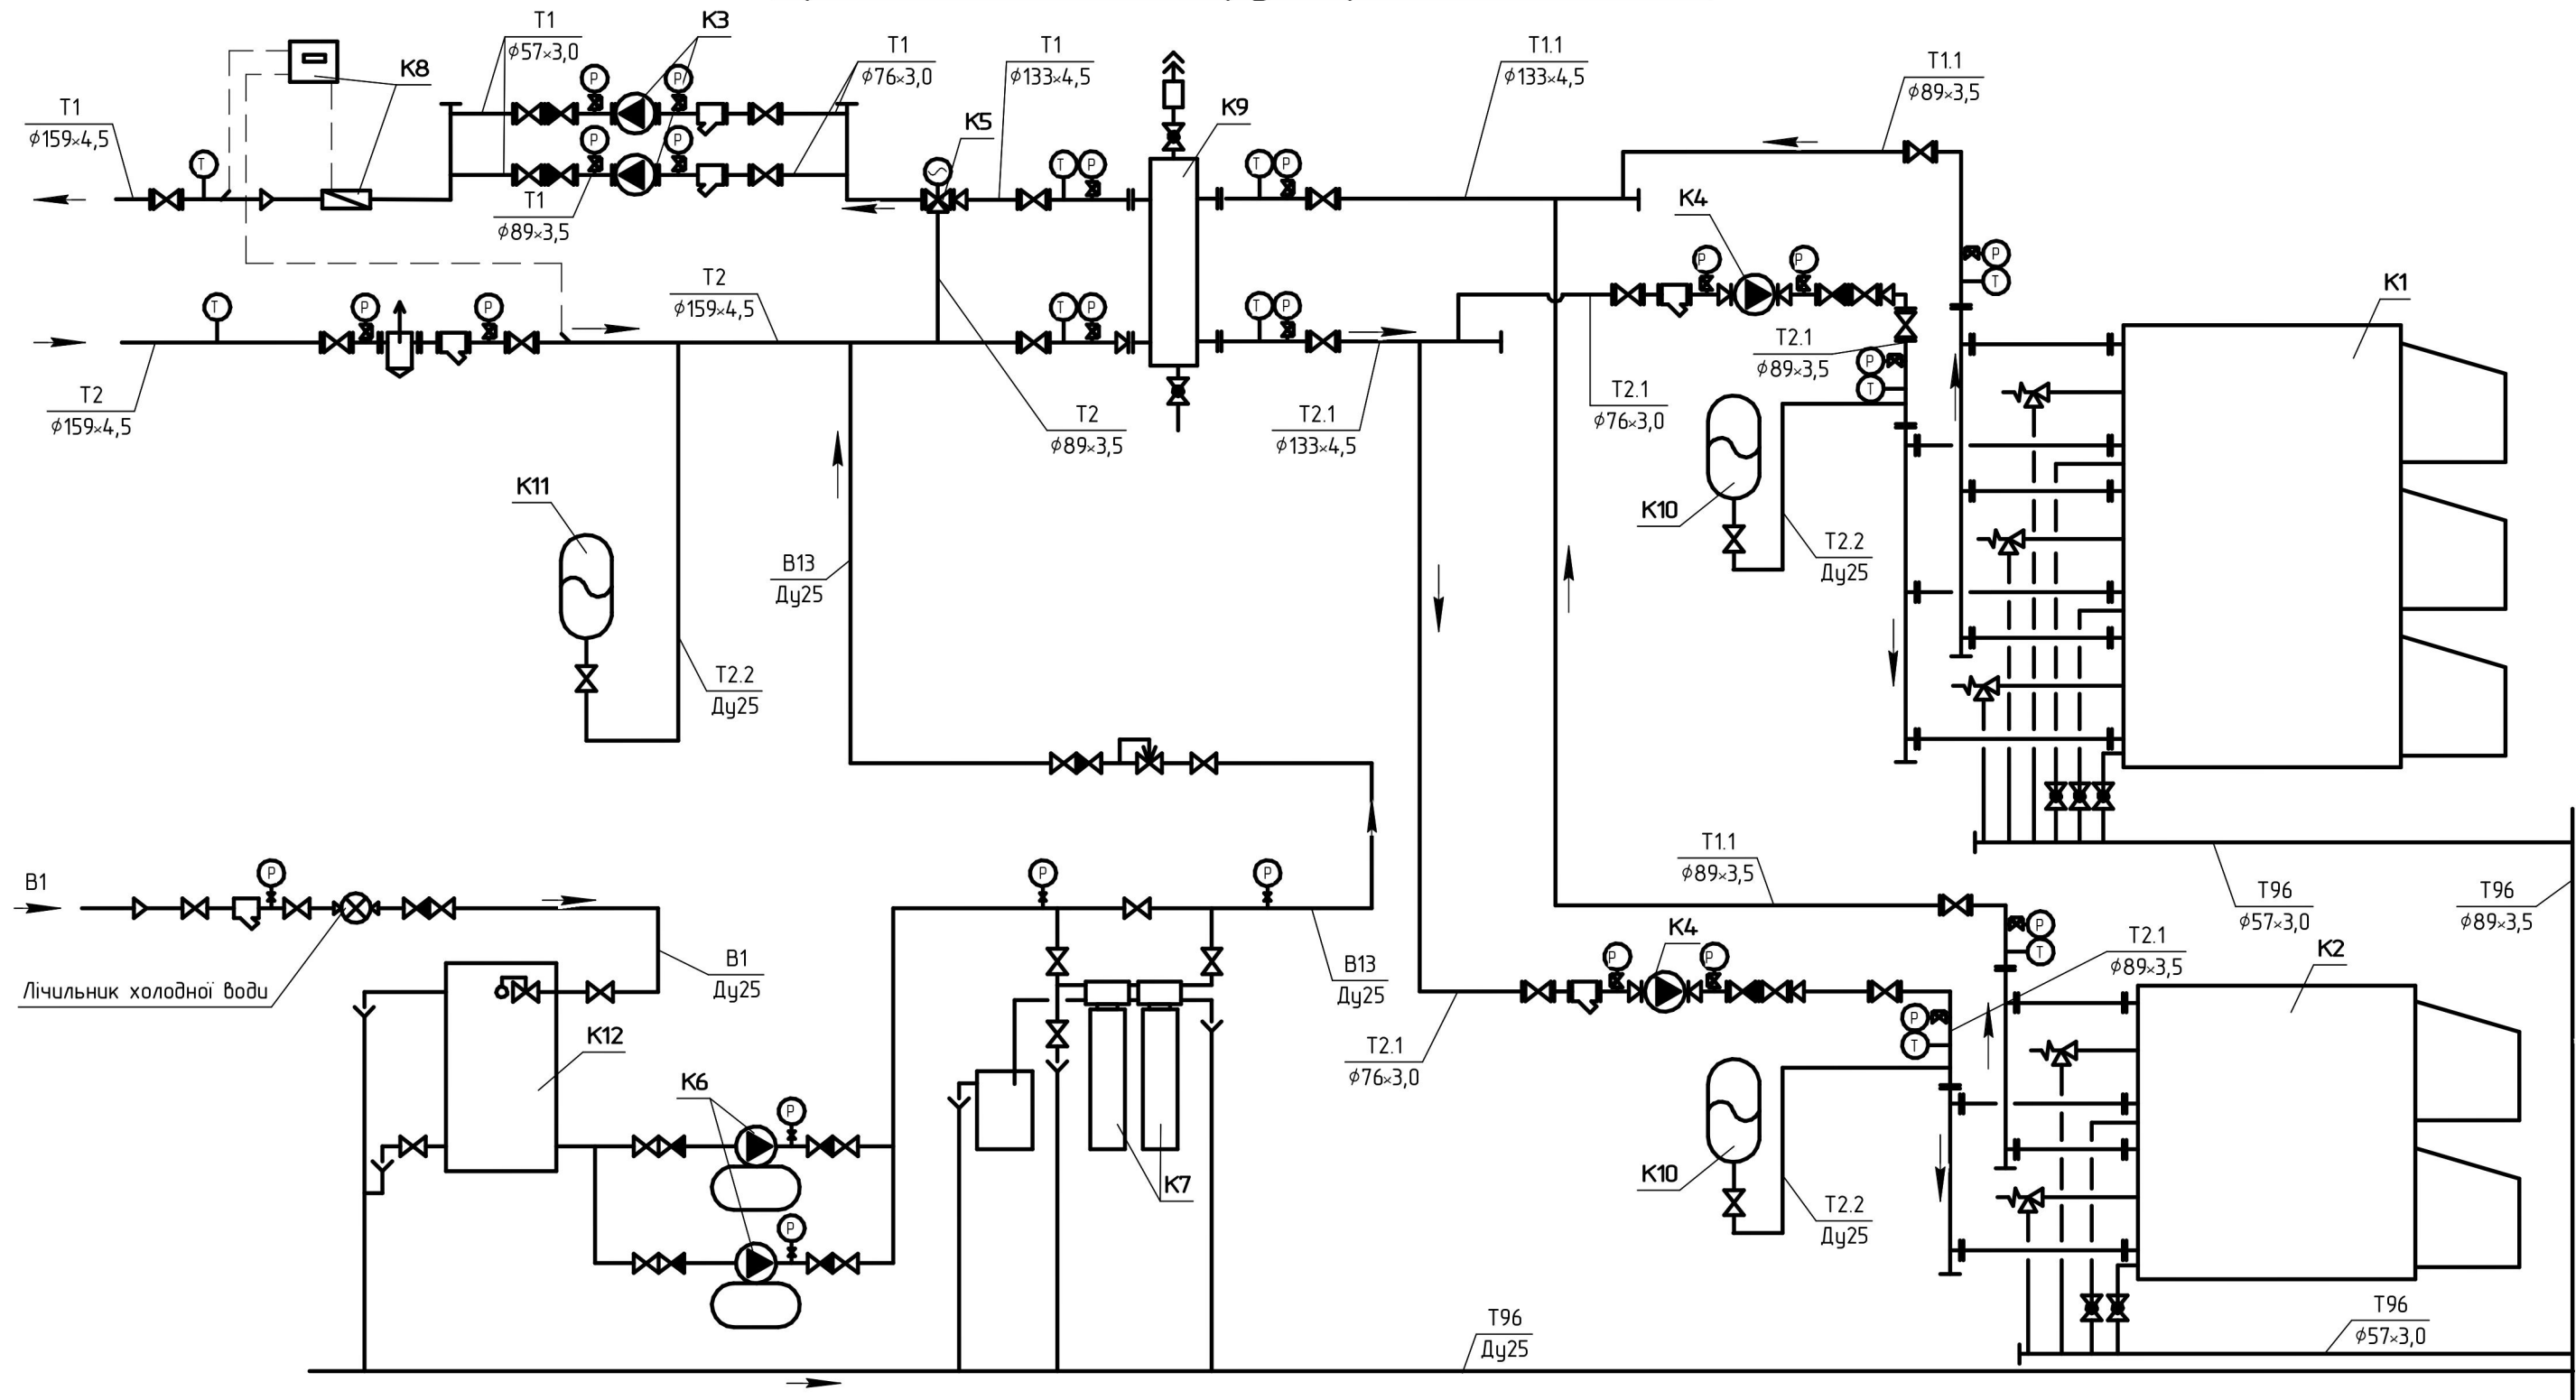 T1
φ57×3,0
K3
T1
φ76×3,0
T1
φ133×4,5
T1.1
φ133×4,5
T1.1
φ89×3,5
K8
T1
φ159×4,5
P
P
P
P
T
T1
φ89×3,5
K5
T
P
K9
T
P
K4
P
P
P
T
K1
T2
φ159×4,5
T
P
P
T
P
T
P
T2.1
φ89×3,5
P
T
T2
φ159×4,5
T2
φ89×3,5
T2.1
φ133×4,5
T2.1
φ76×3,0
K11
K10
В13
Ду25
T2.2
Ду25
T2.2
Ду25
T1.1
φ89×3,5
T96
φ57×3,0
T96
φ89×3,5
В1
P
P
P
K4
P
P
P
T
T2.1
φ89×3,5
K2
Лічильник холодної води
В1
Ду25
В13
Ду25
K12
P
T
T2.1
φ76×3,0
K6
P
K7
K10
T2.2
Ду25
P
T96
Ду25
T96
φ57×3,0